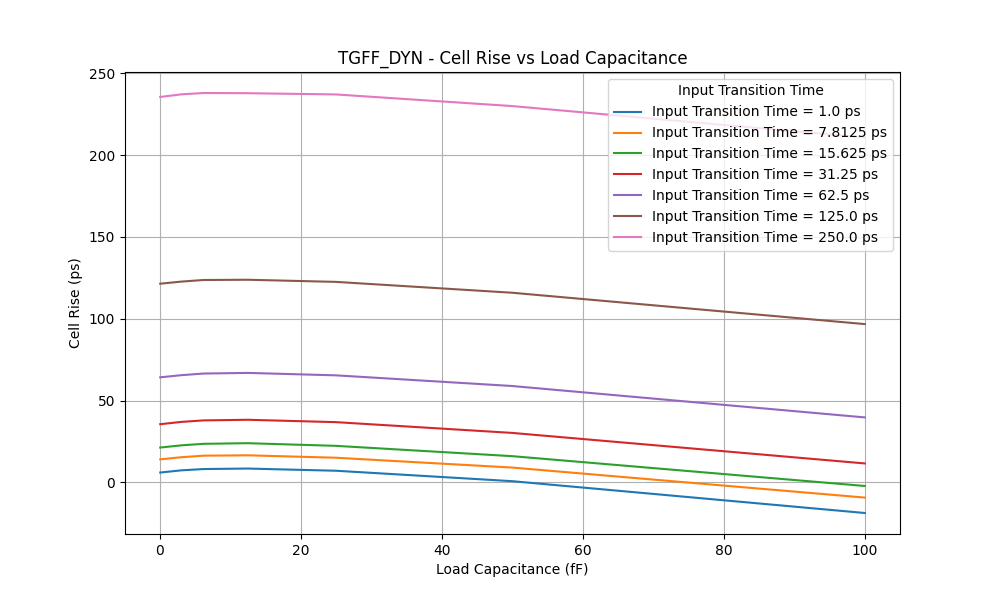 TGFF_DYN - Cell Rise vs Load Capacitance
Input Transition Time
Input Transition Time = 1.0 ps
Input Transition Time = 7.8125 ps
Input Transition Time = 15.625 ps
Input Transition Time = 31.25 ps
Input Transition Time = 62.5 ps
Input Transition Time = 125.0 ps
Input Transition Time = 250.0 ps
Cell Rise (ps)
250
200
150
100
50
0
0 20 40 60 80 100
Load Capacitance (fF)